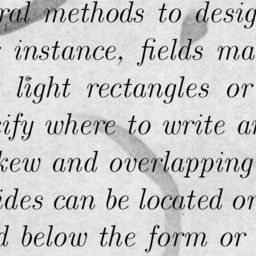 ral methods to desig
instance, fields ma
light rectangles or
ify where to write an
kew and overlapping
ides can be located on
d below the form or